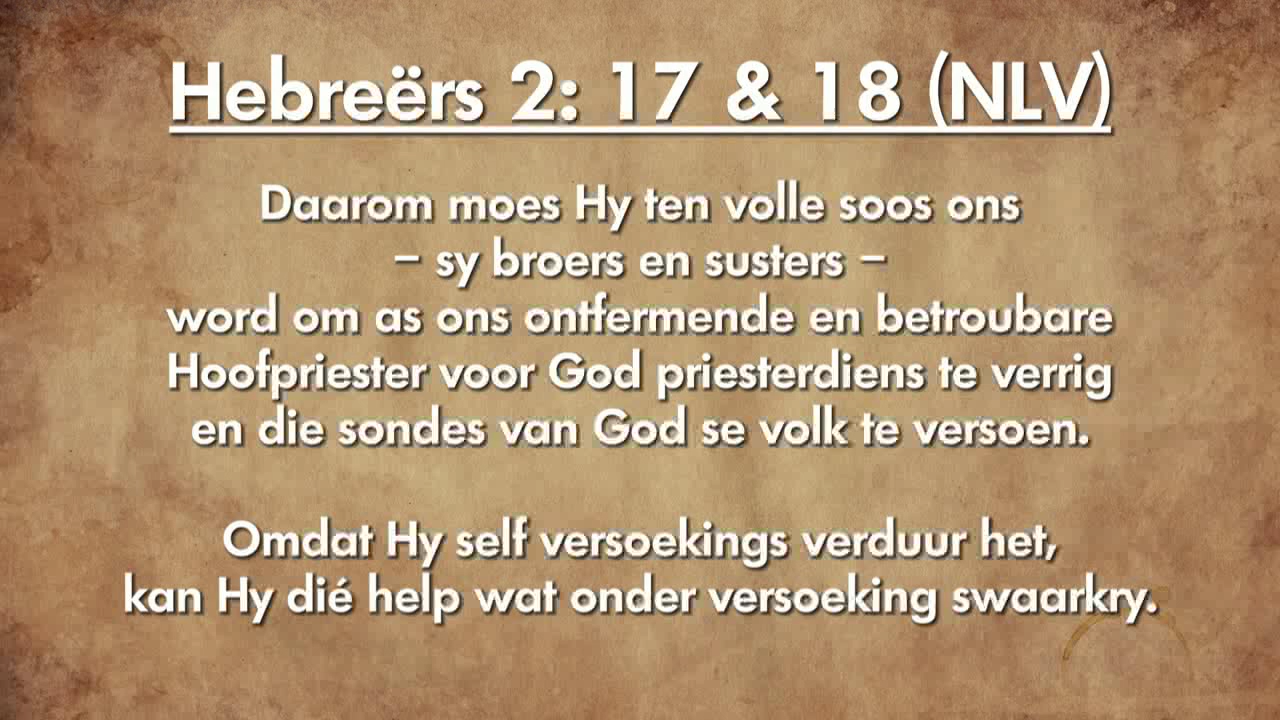 Hebreërs 2: 17 & 18 (NLV)
Daarom moes Hy ten volle soos ons
– sy broers en susters –
word om as ons ontfermende en betroubare
Hoofpriester voor God priesterdiens te verrig
en die sondes van God se volk te versoen.
Omdat Hy self versoekings verduur het,
kan Hy dié help wat onder versoeking swaarkry.